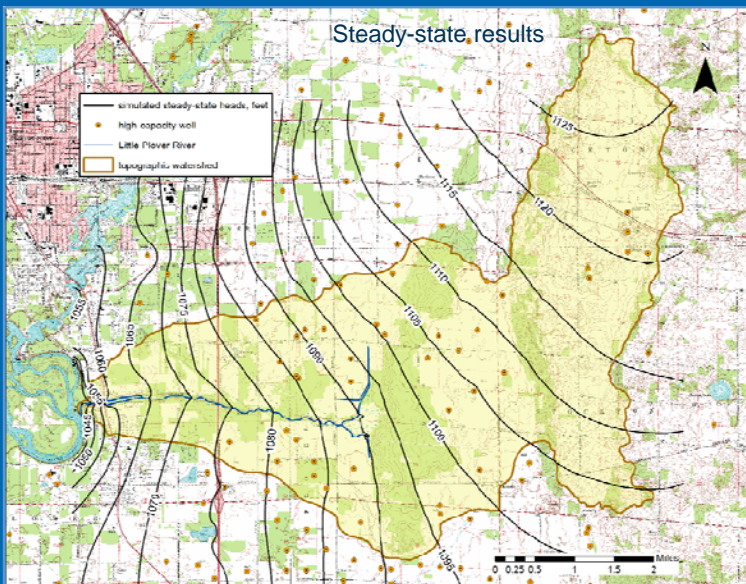 Steady-state results
N
simulated steady-state heads, feet
high capacity well
Little Plover River
topographic watershed
1125
1115
1120
1110
1055
1065
1075
1105
1060
1090
1055
1045
1050
1080
1100
1070
1095
Miles
0 0.25 0.5 1 1.5 2